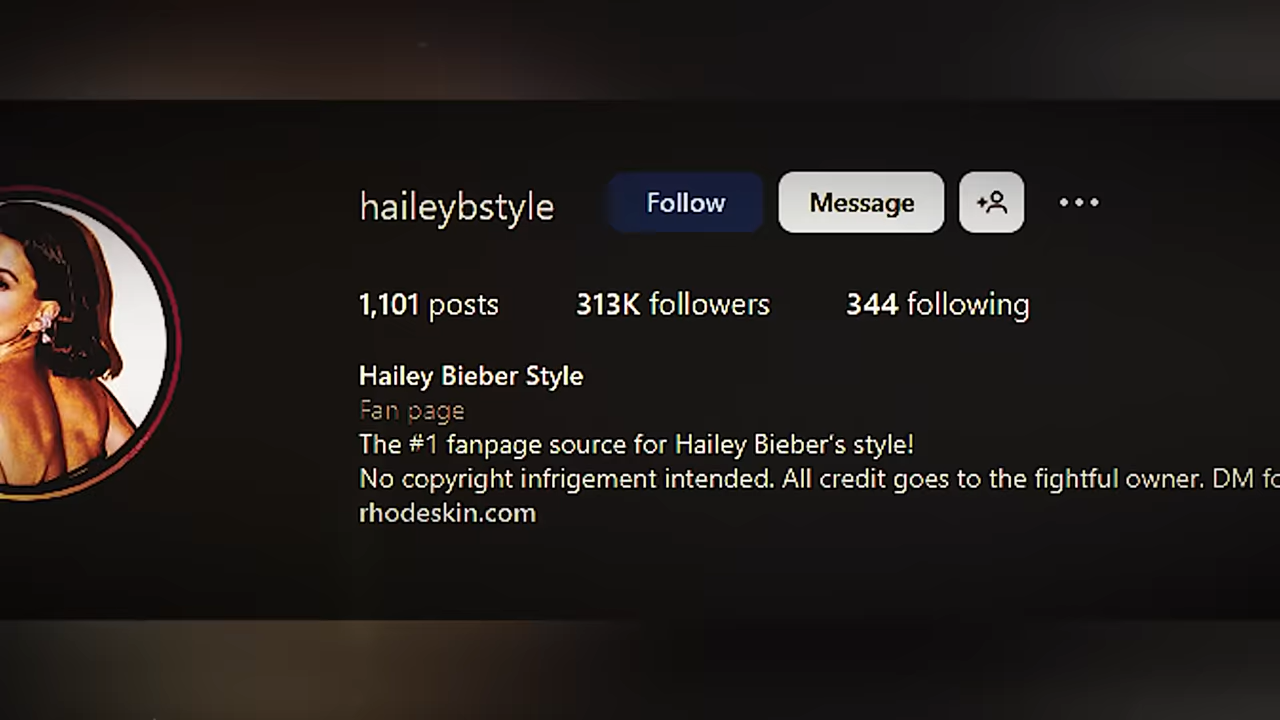 haileybstyle Follow Message
1,101 posts 313K followers 344 following
Hailey Bieber Style
Fan page
The #1 fanpage source for Hailey Bieber's style!
No copyright infrigement intended. All credit goes to the fightful owner. DM fo
rhodeskin.com